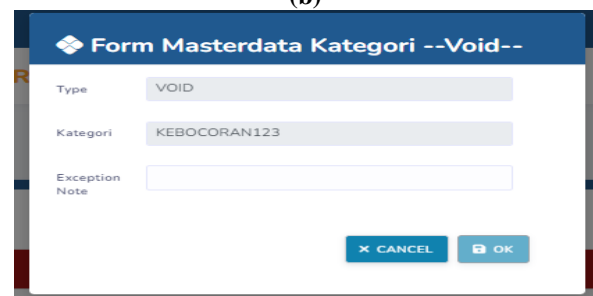 (b)
Form Masterdata Kategori --Void--
R
Type VOID
Kategori KEBOCORAN123
Exception
Note
× CANCEL OK